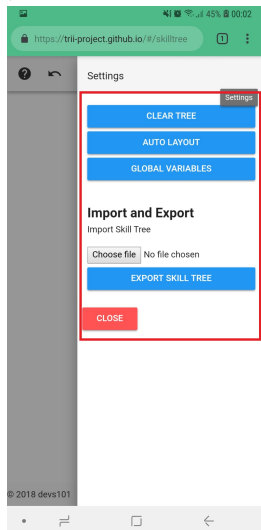 45% 00:02
https://trii-project.github.io/#/skilltree 1
Settings
Settings
CLEAR TREE
AUTO LAYOUT
GLOBAL VARIABLES
Import and Export
Import Skill Tree
Choose file No file chosen
EXPORT SKILL TREE
CLOSE
© 2018 devs101